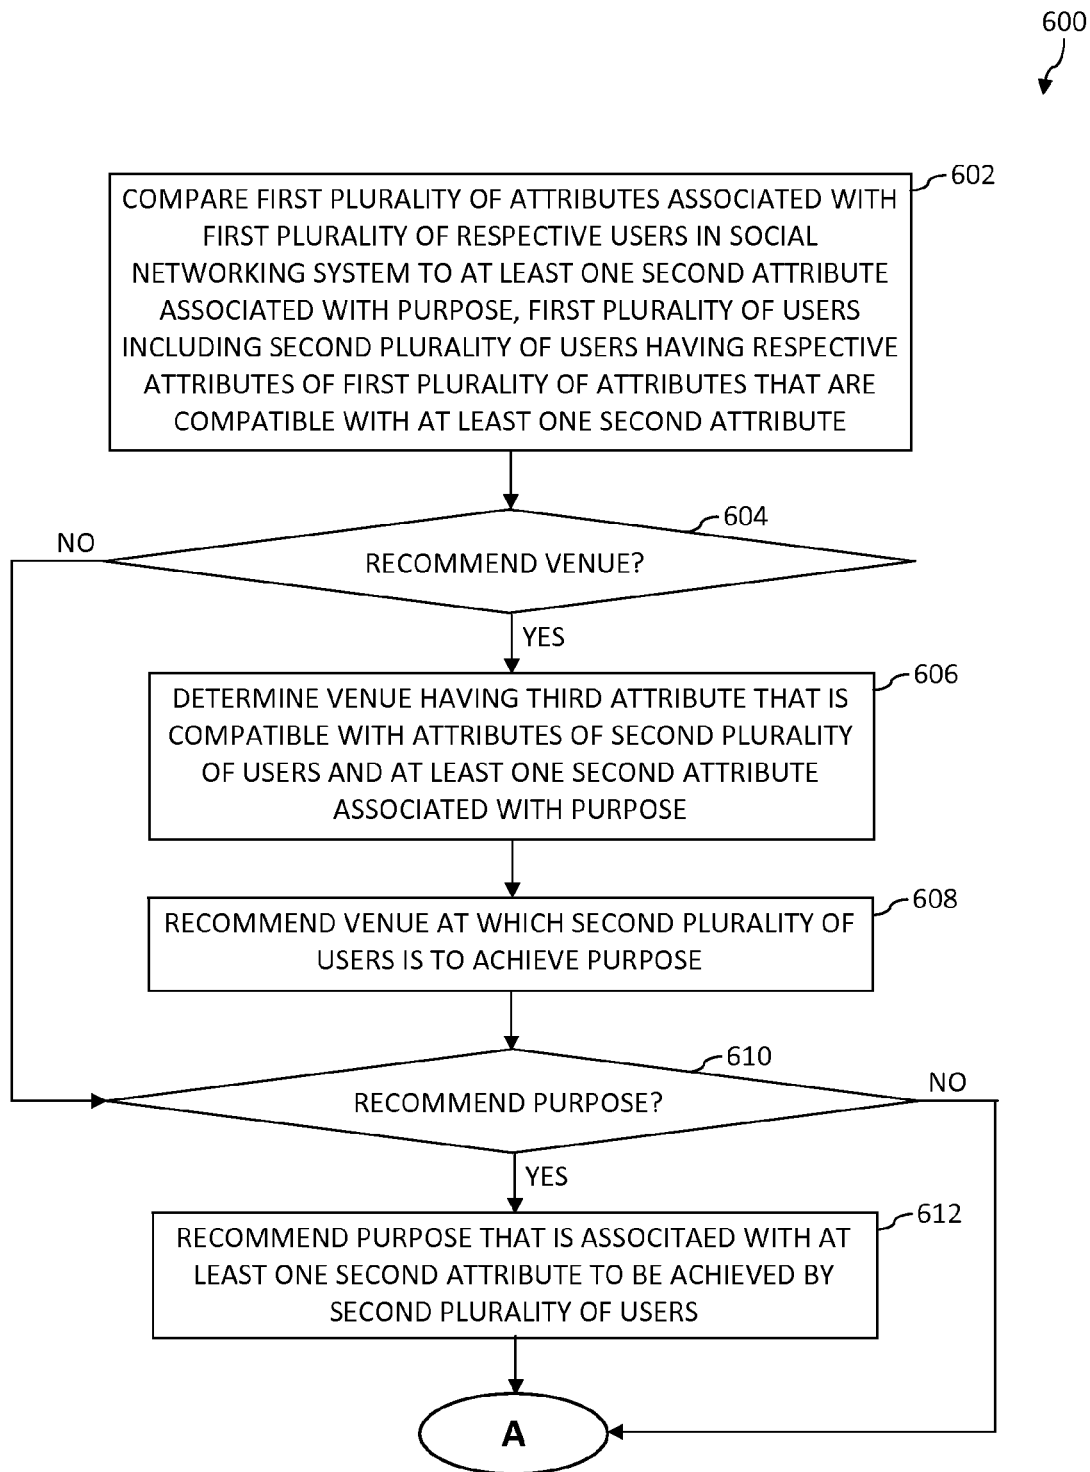 600
602
COMPARE FIRST PLURALITY OF ATTRIBUTES ASSOCIATED WITH
FIRST PLURALITY OF RESPECTIVE USERS IN SOCIAL
NETWORKING SYSTEM TO AT LEAST ONE SECOND ATTRIBUTE
ASSOCIATED WITH PURPOSE, FIRST PLURALITY OF USERS
INCLUDING SECOND PLURALITY OF USERS HAVING RESPECTIVE
ATTRIBUTES OF FIRST PLURALITY OF ATTRIBUTES THAT ARE
COMPATIBLE WITH AT LEAST ONE SECOND ATTRIBUTE
604
NO
RECOMMEND VENUE?
YES
606
DETERMINE VENUE HAVING THIRD ATTRIBUTE THAT IS
COMPATIBLE WITH ATTRIBUTES OF SECOND PLURALITY
OF USERS AND AT LEAST ONE SECOND ATTRIBUTE
ASSOCIATED WITH PURPOSE
608
RECOMMEND VENUE AT WHICH SECOND PLURALITY OF
USERS IS TO ACHIEVE PURPOSE
610
NO
RECOMMEND PURPOSE?
YES
612
RECOMMEND PURPOSE THAT IS ASSOCITAED WITH AT
LEAST ONE SECOND ATTRIBUTE TO BE ACHIEVED BY
SECOND PLURALITY OF USERS
A